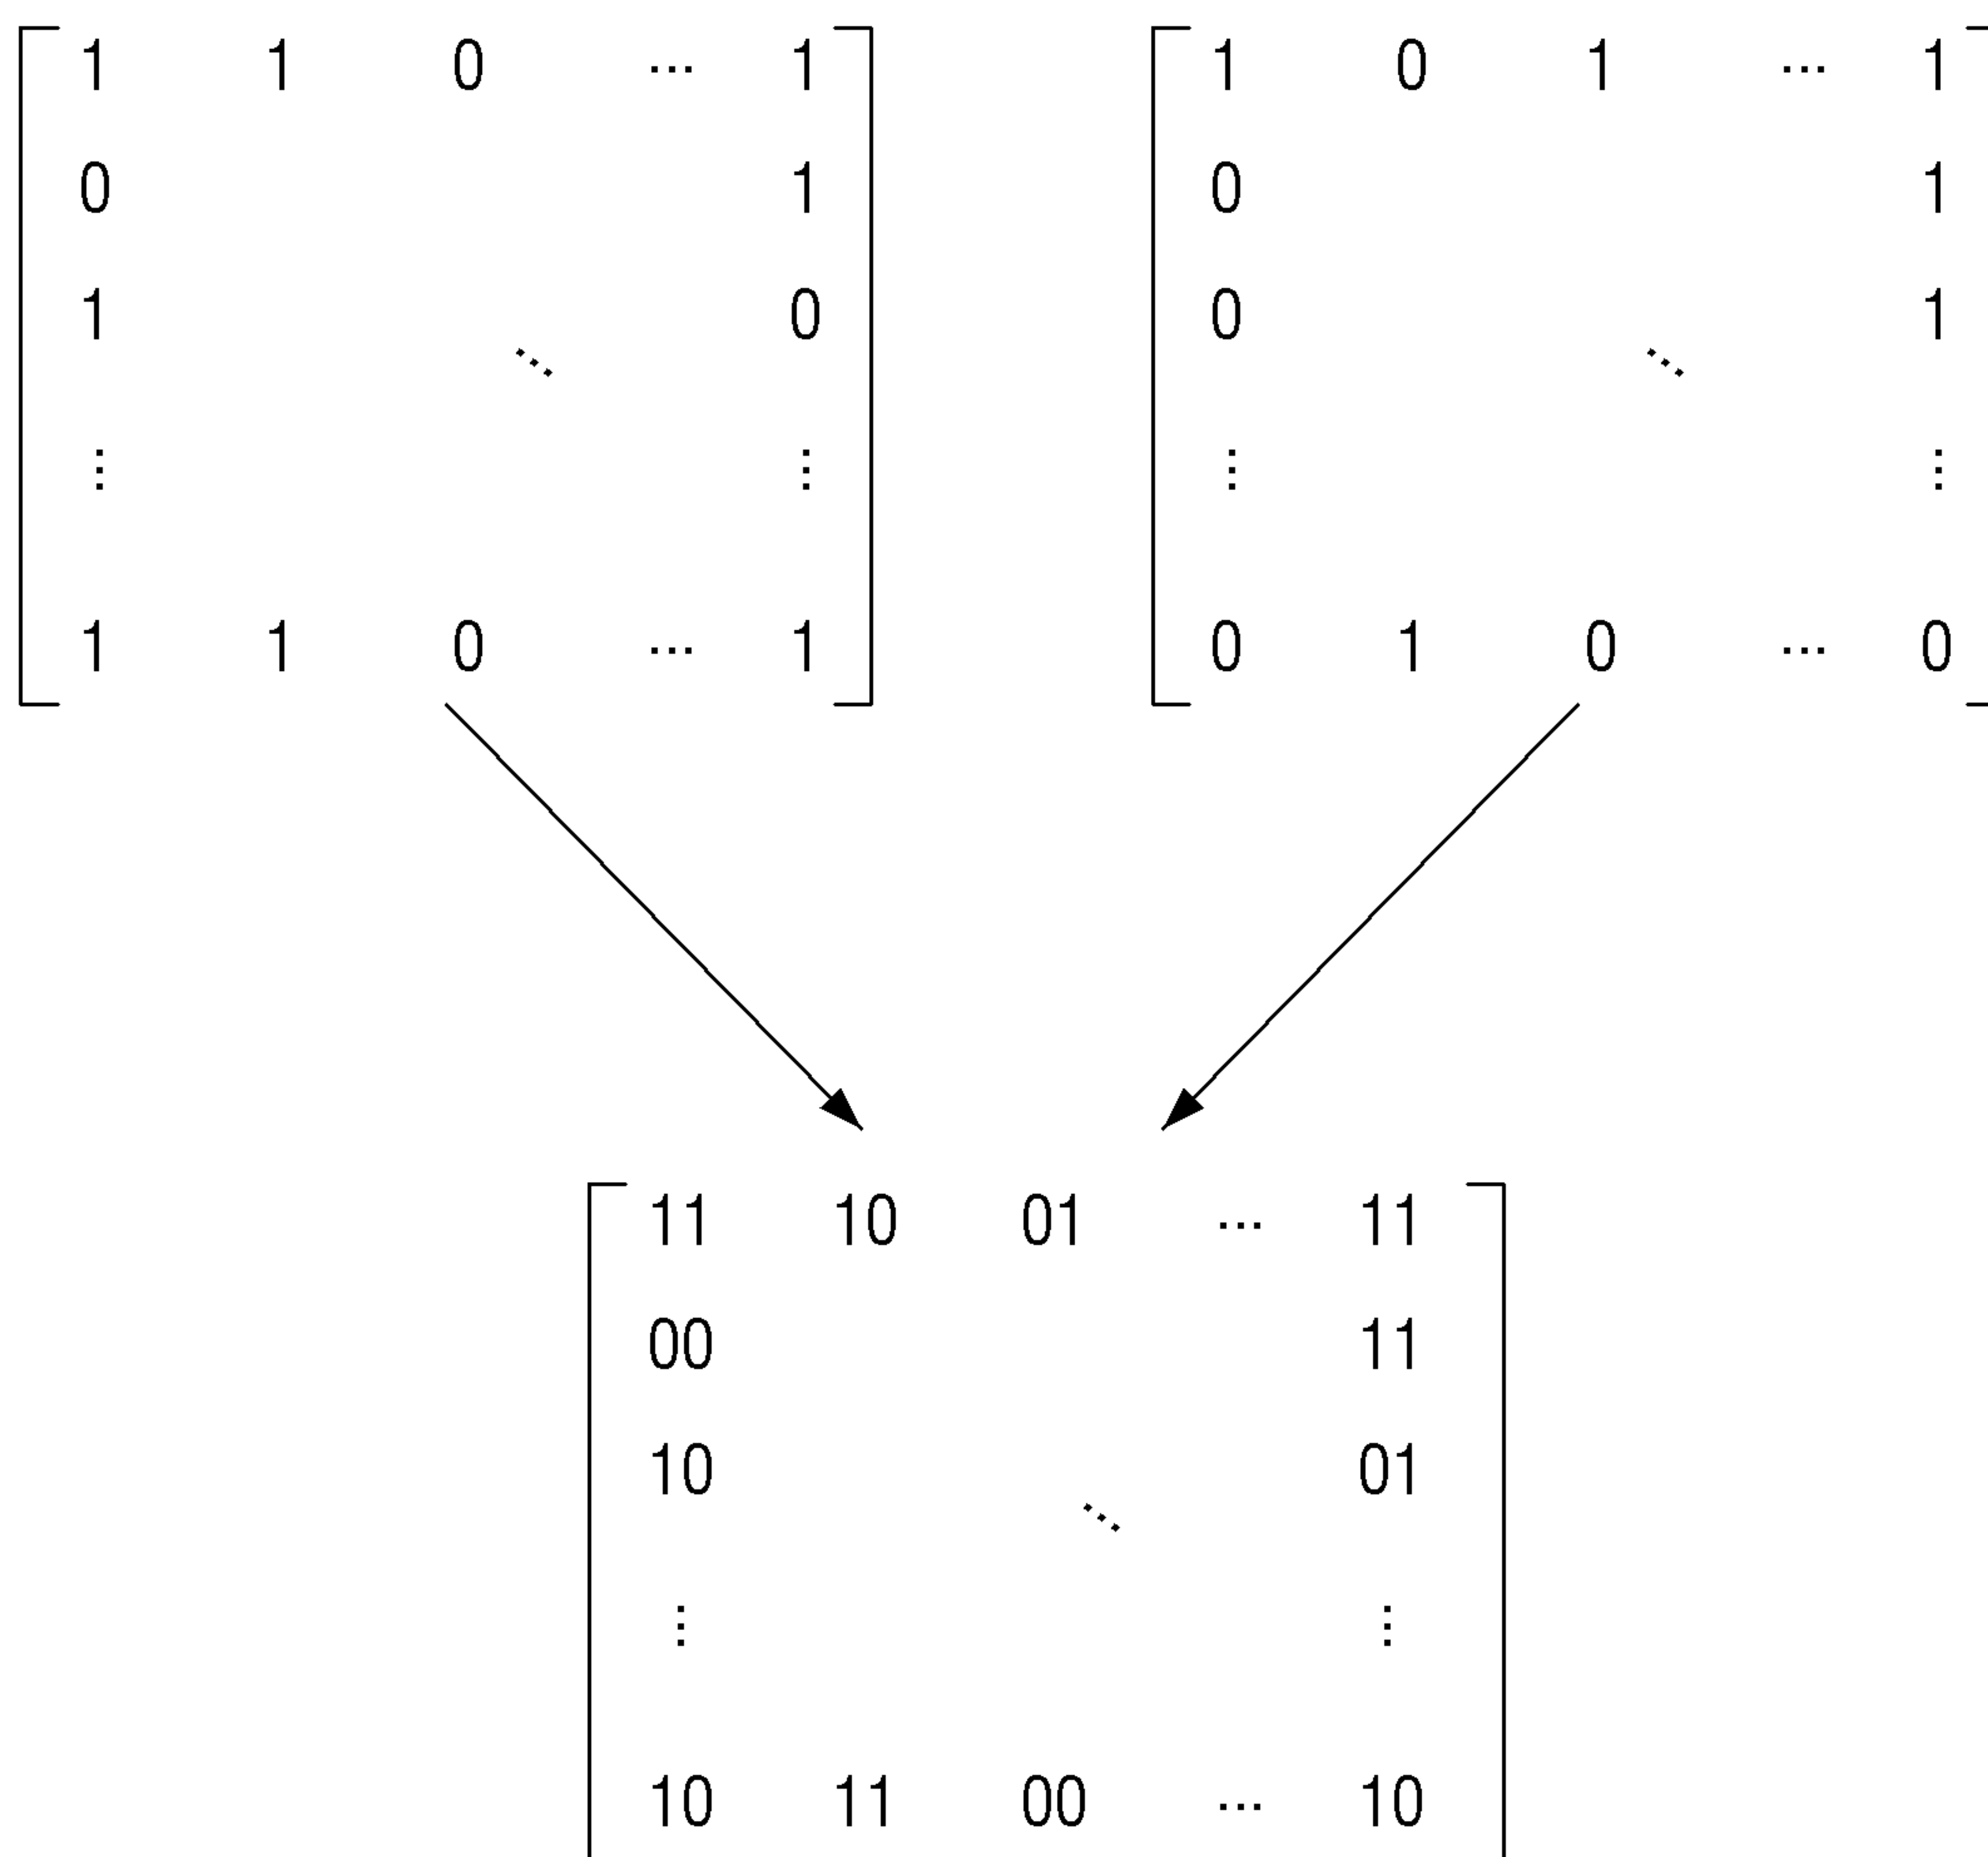 1 1 0 ... 1 1 0 1 ... 1
0 1 0 1
1 0 0 1
⋱ ⋱
⋮ ⋮ ⋮ ⋮
1 1 0 ... 1 0 1 0 ... 0
11 10 01 ... 11
00 11
10 01
⋱
⋮ ⋮
10 11 00 ... 10